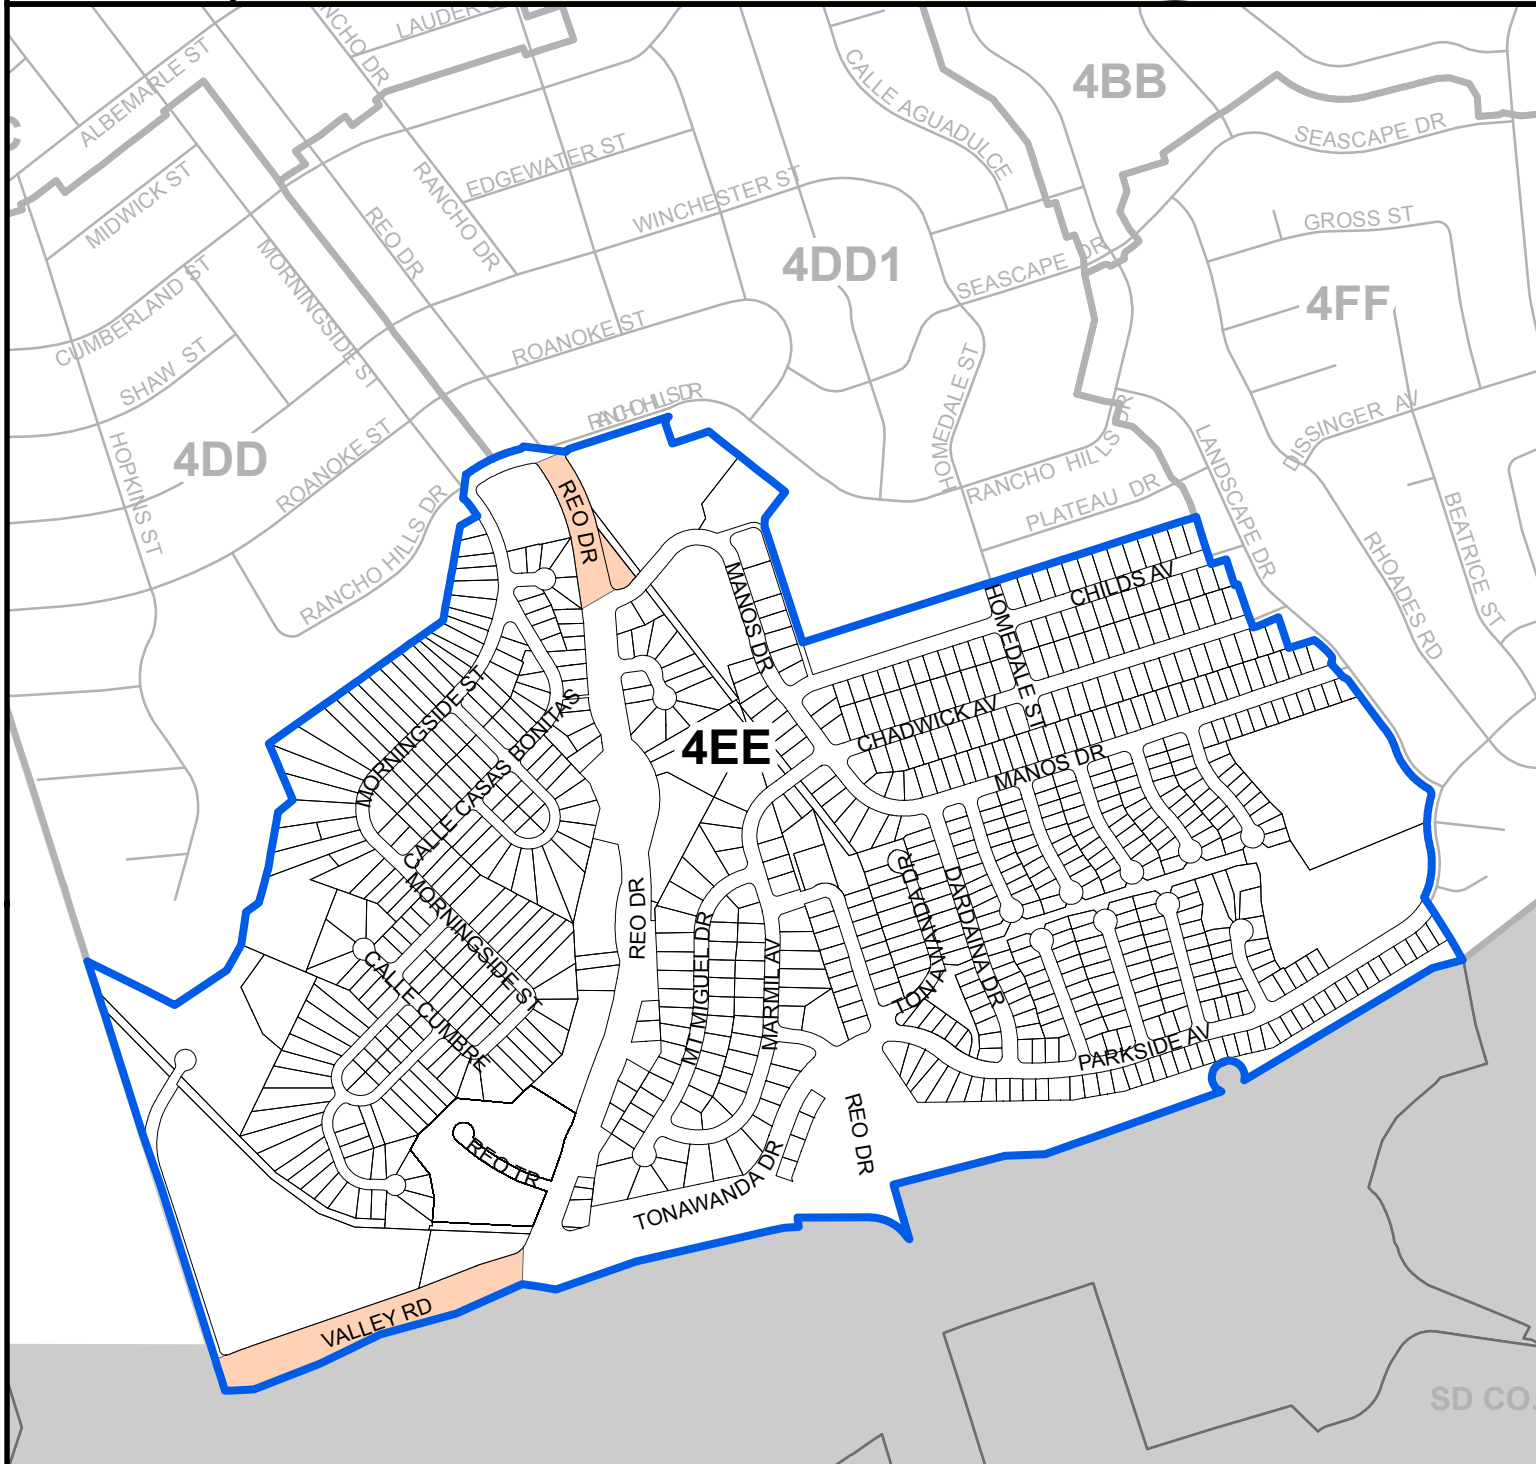 LAUDER
NCHO DR
ALBEMARLE ST
CALLE AGUADULCE
4BB
SEASCAPE DR
C
MIDWICK ST
EDGEWATER ST
RANCHO DR
WINCHESTER ST
REO DR
GROSS ST
MORNINGSIDE ST
4DD1
SEASCAPE DR
CUMBERLAND ST
4FF
ROANOKE ST
SHAW ST
HOMEDALE ST
RANCHO HILLS DR
DISSINGER AV
4DD
ROANOKE ST
HOPKINS ST
RANCHO HILLS DR
LANDSCAPE DR
PLATEAU DR
REO DR
BEATRICE ST
RANCHO HILLS DR
RHOADES RD
CHILDS AV
MANOS DR
HOMEDALE ST
MORNINGSIDE ST
CHADWICK AV
CALLE CASAS BONITAS
4EE
MANOS DR
MORNINGSIDE ST
REO DR
TONAWANDA DR
DARDAINA DR
MT MIGUEL DR
MARMIL AV
CALLE CUMBRE
PARKSIDE AV
REO DR
REO TR
TONAWANDA DR
VALLEY RD
SD CO.